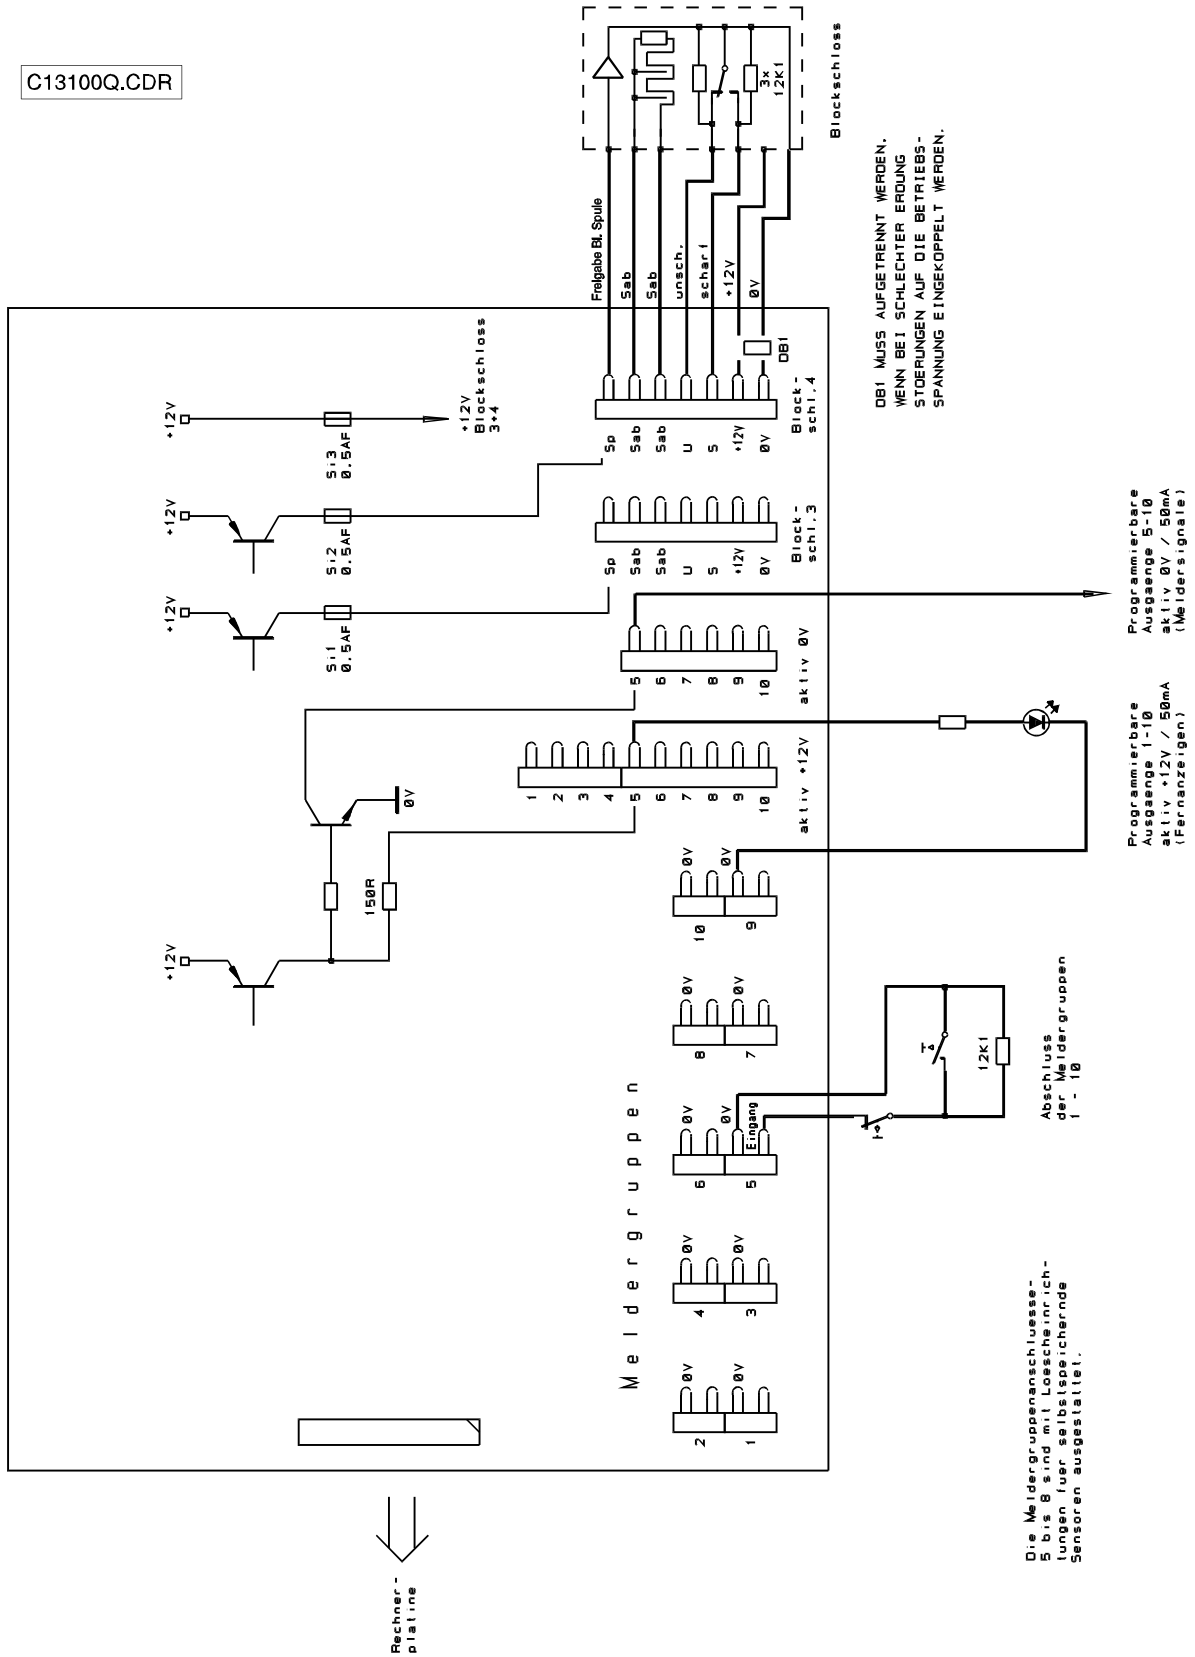 C13100Q.CDR
Blockschloss
3x
12K1
Freigabe Bl. Spule
Sab
Sab
unsch.
scharf
+12V
0V
DB1
DB1 MUSS AUFGETRENNT WERDEN,
WENN BEI SCHLECHTER ERDUNG
STOERUNGEN AUF DIE BETRIEBS-
SPANNUNG EINGEKOPPELT WERDEN.
+12V
Si3
0.5AF
+12V
Blockschloss
3+4
+12V
Si2
0.5AF
+12V
Si1
0.5AF
Sp
Sab
Sab
U
S
+12V
0V
Block-
schl.4
Sp
Sab
Sab
U
S
+12V
0V
Block-
schl.3
5
6
7
8
9
10
aktiv 0V
Programmierbare
Ausgaenge 5-10
aktiv 0V / 50mA
(Meldersignale)
1
2
3
4
5
6
7
8
9
10
aktiv +12V
Programmierbare
Ausgaenge 1-10
aktiv +12V / 50mA
(Fernanzeigen)
0V
150R
+12V
0V
0V
10
9
0V
0V
8
7
0V
0V
Eingang
6
5
0V
0V
4
3
0V
0V
2
1
Meldergruppen
12K1
Abschluss
der Meldergruppen
1 - 10
Die Meldergruppenanschluesse-
5 bis 8 sind mit Loescheinrich-
tungen fuer selbstspeichernde
Sensoren ausgestattet.
Rechner-
platine